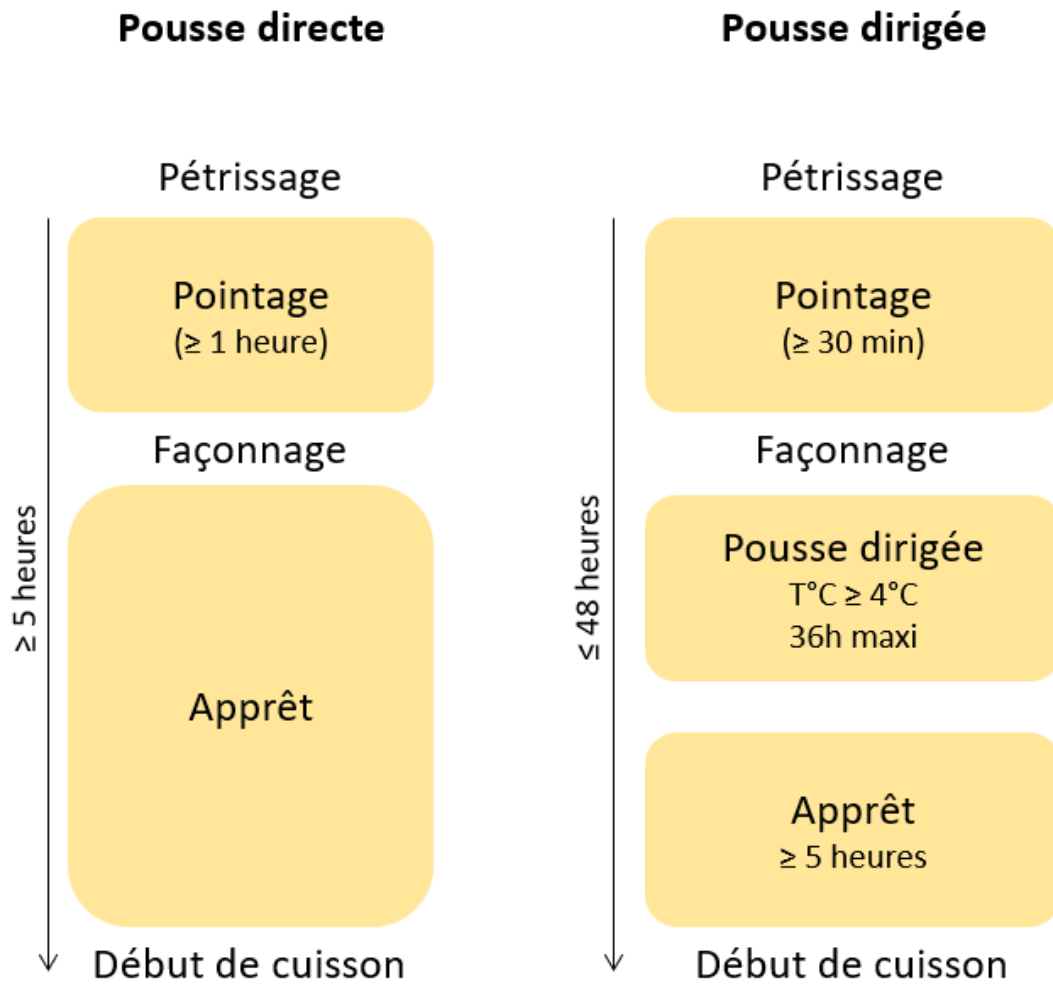 Pousse directe
Pétrissage
Pointage
(≥ 1 heure)
Façonnage
≥ 5 heures
Apprêt
Début de cuisson
Pousse dirigée
Pétrissage
Pointage
(≥ 30 min)
Façonnage
≤ 48 heures
Pousse dirigée
T°C ≥ 4°C
36h maxi
Apprêt
≥ 5 heures
Début de cuisson